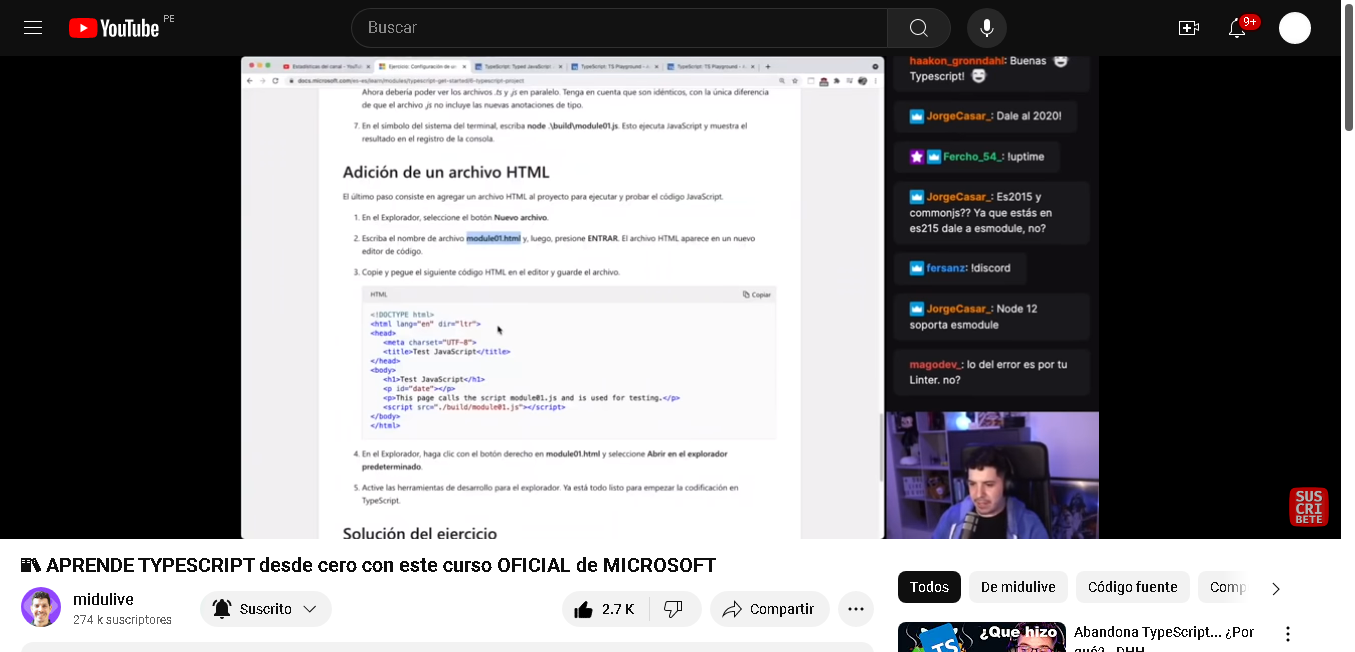 YouTube PE
Buscar
9+
Estadísticas del canal - YouTu
Ejercicio: Configuración de un
TypeScript: Typed JavaScript
TypeScript: TS Playground - A
TypeScript: TS Playground - A
docs.microsoft.com/es-es/learn/modules/typescript-get-started/6-typescript-project
Ahora debería poder ver los archivos .ts y .js en paralelo. Tenga en cuenta que son idénticos, con la única diferencia
de que el archivo .js no incluye las nuevas anotaciones de tipo.
7. En el símbolo del sistema del terminal, escriba node .\build\module01.js. Esto ejecuta JavaScript y muestra el
resultado en el registro de la consola.
Adición de un archivo HTML
El último paso consiste en agregar un archivo HTML al proyecto para ejecutar y probar el código JavaScript.
1. En el Explorador, seleccione el botón Nuevo archivo.
2. Escriba el nombre de archivo module01.html y, luego, presione ENTRAR. El archivo HTML aparece en un nuevo
editor de código.
3. Copie y pegue el siguiente código HTML en el editor y guarde el archivo.
HTML
Copiar
<!DOCTYPE html>
<html lang="en" dir="ltr">
<head>
<meta charset="UTF-8">
<title>Test JavaScript</title>
</head>
<body>
<h1>Test JavaScript</h1>
<p id="date"></p>
<p>This page calls the script module01.js and is used for testing.</p>
<script src="./build/module01.js"></script>
</body>
</html>
4. En el Explorador, haga clic con el botón derecho en module01.html y seleccione Abrir en el explorador
predeterminado.
5. Active las herramientas de desarrollo para el explorador. Ya está todo listo para empezar la codificación en
TypeScript.
Solución del ejercicio
haakon_gronndahl: Buenas
Typescript!
JorgeCasar_: Dale al 2020!
Fercho_54_: !uptime
JorgeCasar_: Es2015 y
commonjs?? Ya que estás en
es215 dale a esmodule, no?
fersanz: !discord
JorgeCasar_: Node 12
soporta esmodule
magodev_: lo del error es por tu
Linter. no?
SUS
CRI
BETE
APRENDE TYPESCRIPT desde cero con este curso OFICIAL de MICROSOFT
midulive
274 k suscriptores
Suscrito
2.7 K
Compartir
Todos
De midulive
Código fuente
Comp
¿Que hizo
TS
Abandona TypeScript... ¿Por
qué? - DHH